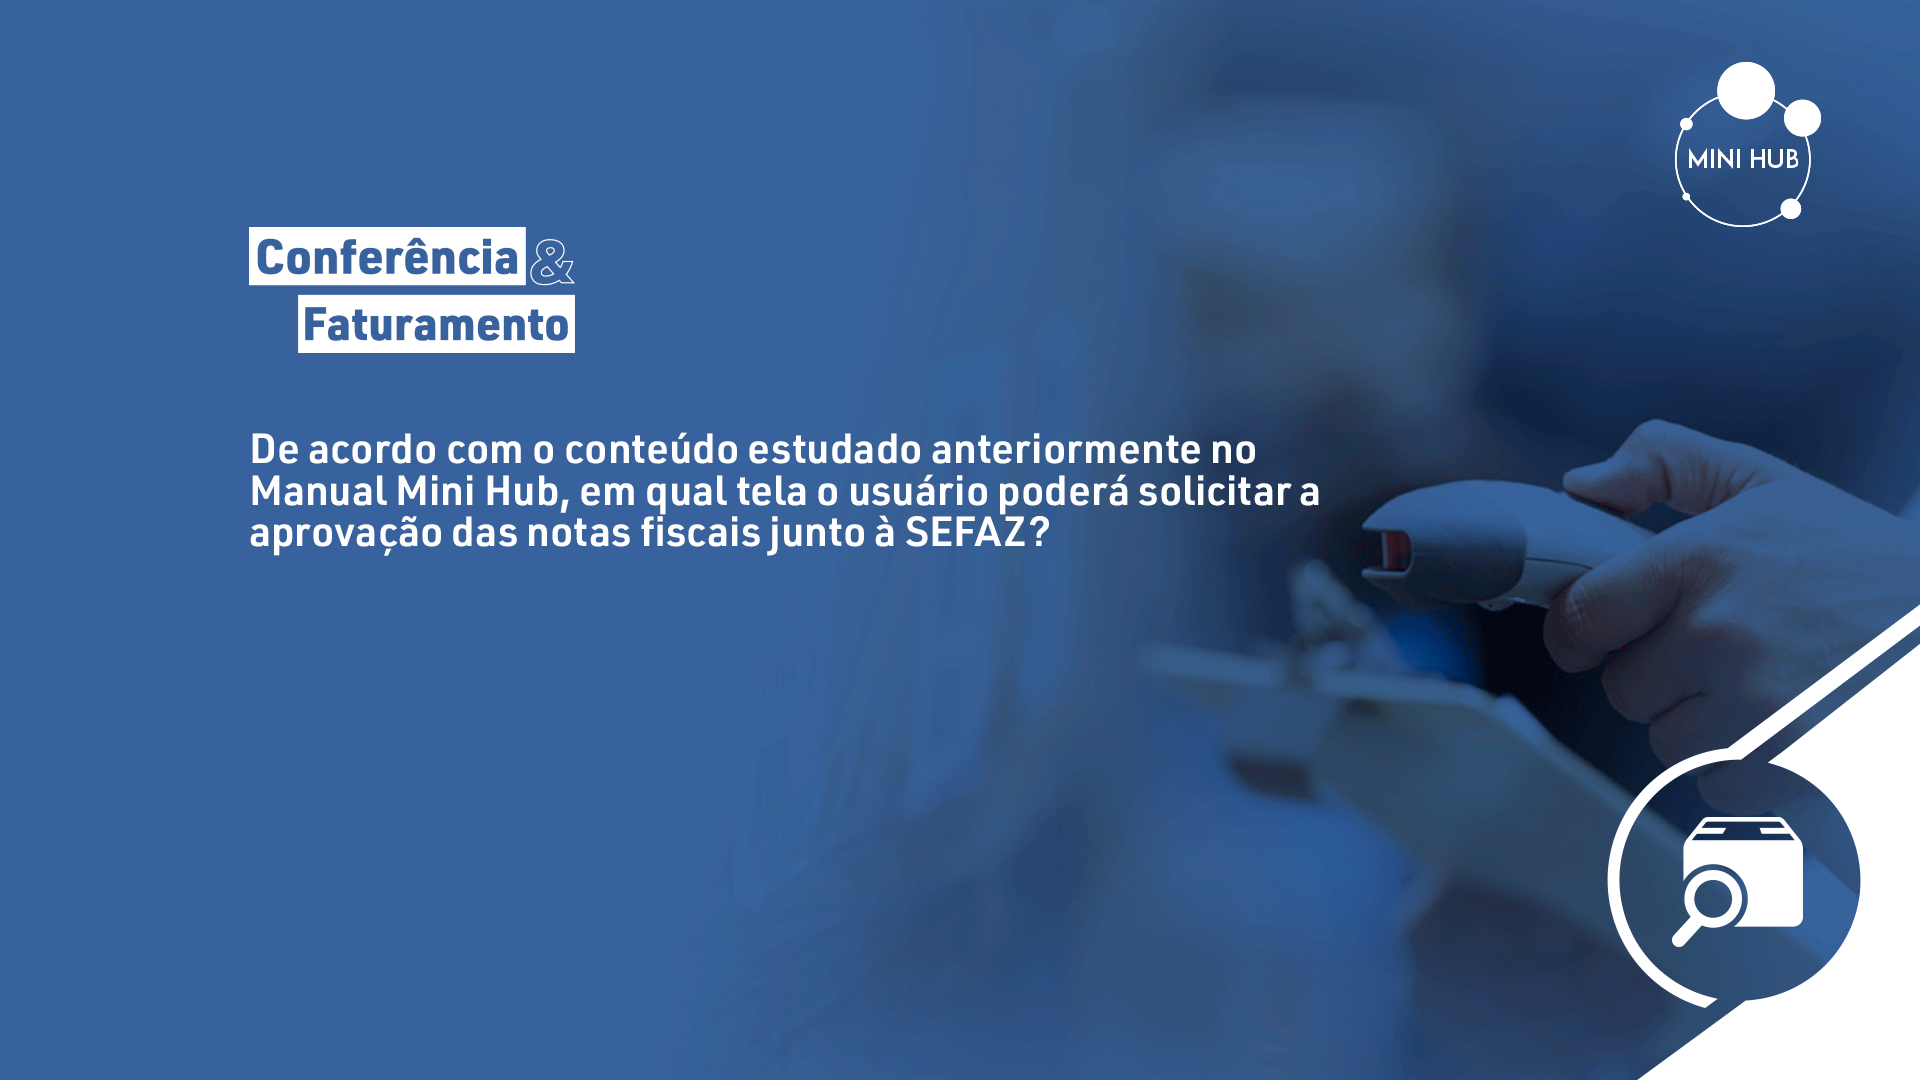 MINI HUB
Conferência &
Faturamento
De acordo com o conteúdo estudado anteriormente no
Manual Mini Hub, em qual tela o usuário poderá solicitar a
aprovação das notas fiscais junto à SEFAZ?